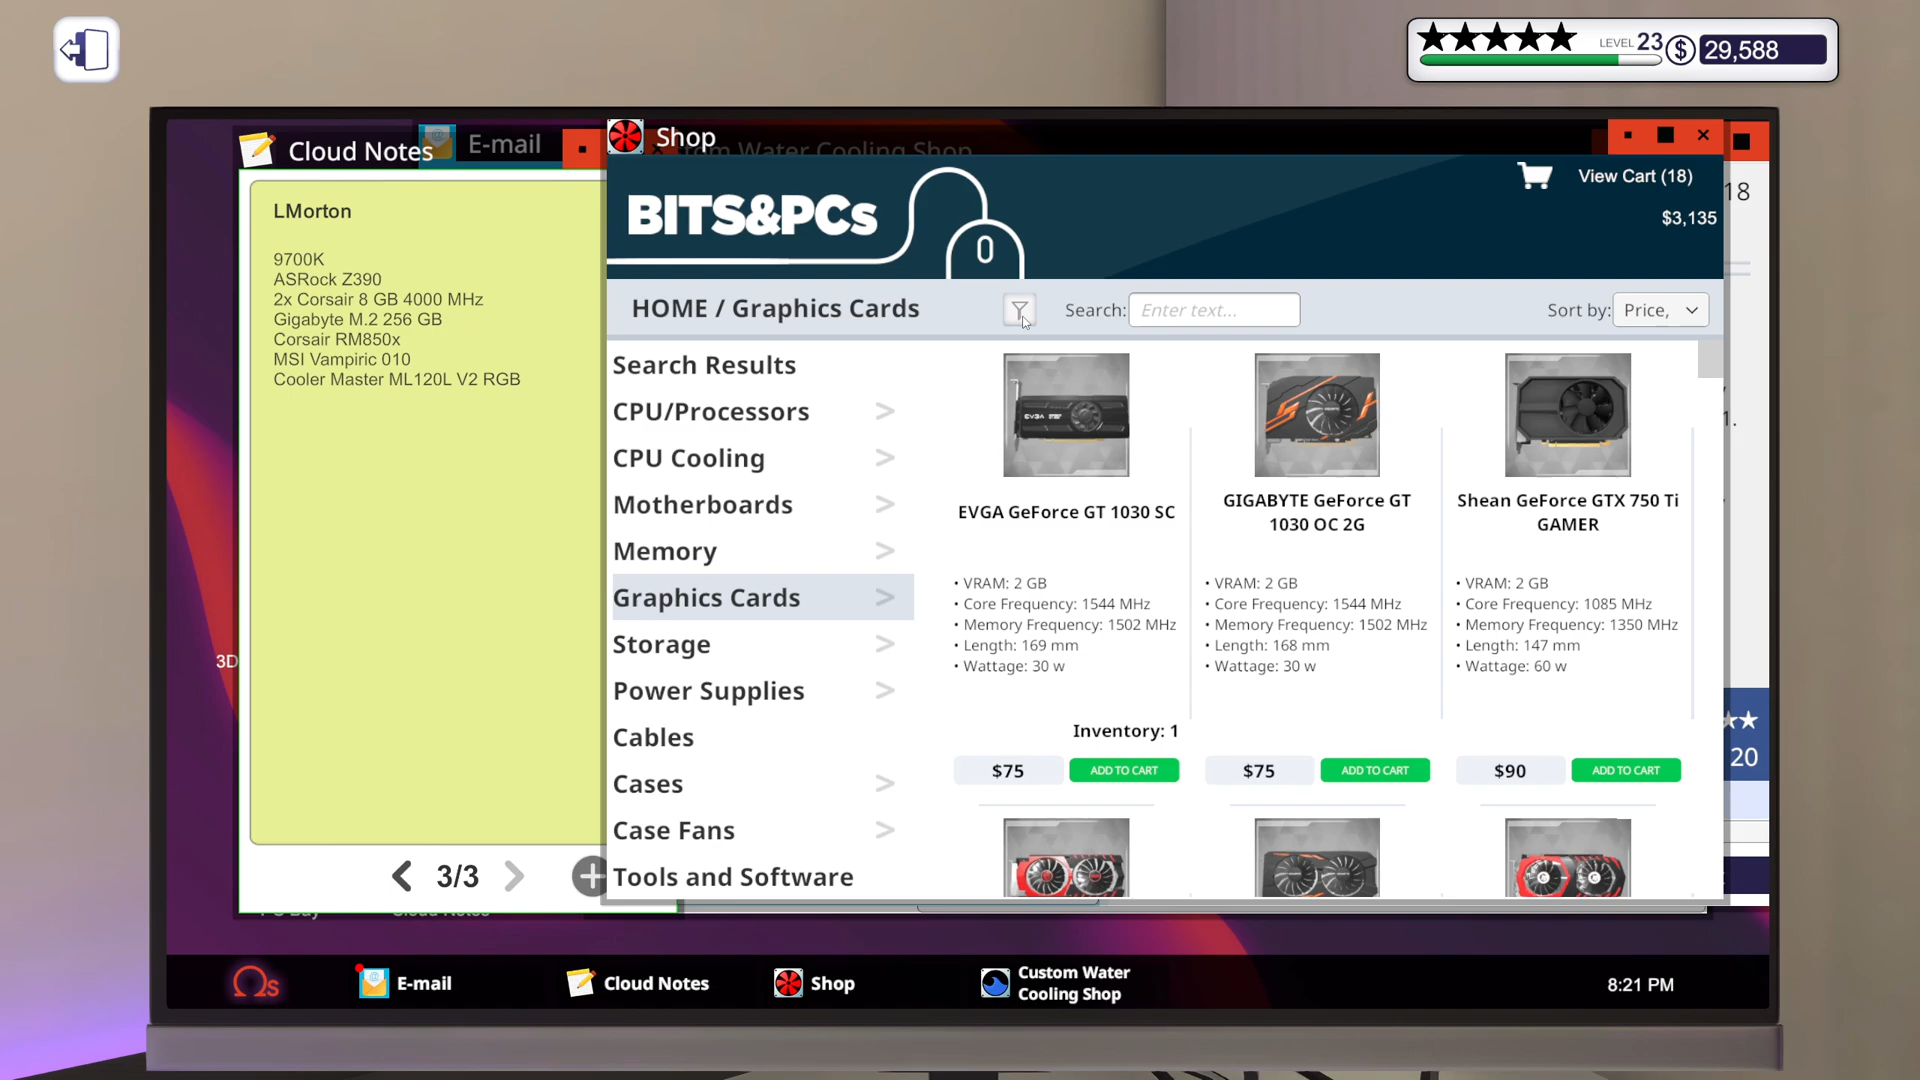 LEVEL 23
$ 29,588
Cloud Notes
E-mail
Shop
Custom Water Cooling Shop
LMorton
9700K
ASRock Z390
2x Corsair 8 GB 4000 MHz
Gigabyte M.2 256 GB
Corsair RM850x
MSI Vampiric 010
Cooler Master ML120L V2 RGB
3/3
BITS&PCs
View Cart (18)
$3,135
18
HOME / Graphics Cards
Search:
Enter text...
Sort by:
Price,
Search Results
CPU/Processors >
CPU Cooling >
Motherboards >
Memory >
Graphics Cards >
Storage >
Power Supplies >
Cables
Cases >
Case Fans >
Tools and Software
EVGA GeForce GT 1030 SC
• VRAM: 2 GB
• Core Frequency: 1544 MHz
• Memory Frequency: 1502 MHz
• Length: 169 mm
• Wattage: 30 w
Inventory: 1
$75
ADD TO CART
GIGABYTE GeForce GT
1030 OC 2G
• VRAM: 2 GB
• Core Frequency: 1544 MHz
• Memory Frequency: 1502 MHz
• Length: 168 mm
• Wattage: 30 w
$75
ADD TO CART
Shean GeForce GTX 750 Ti
GAMER
• VRAM: 2 GB
• Core Frequency: 1085 MHz
• Memory Frequency: 1350 MHz
• Length: 147 mm
• Wattage: 60 w
$90
ADD TO CART
3D
20
Ωs
E-mail
Cloud Notes
Shop
Custom Water
Cooling Shop
8:21 PM